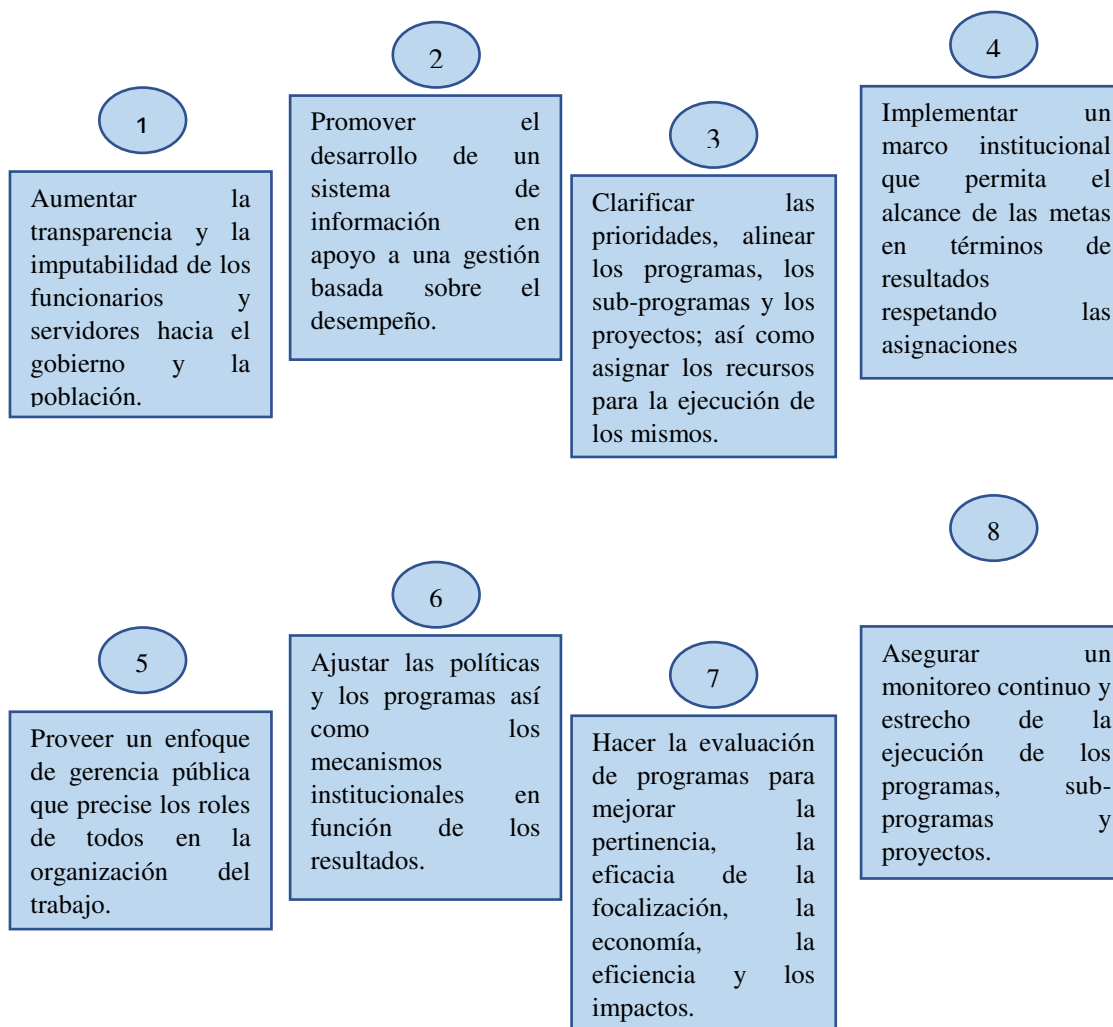 1
Aumentar la
transparencia y la
imputabilidad de los
funcionarios y
servidores hacia el
gobierno y la
población.
2
Promover el
desarrollo de un
sistema de
información en
apoyo a una gestión
basada sobre el
desempeño.
3
Clarificar las
prioridades, alinear
los programas, los
sub-programas y los
proyectos; así como
asignar los recursos
para la ejecución de
los mismos.
4
Implementar un
marco institucional
que permita el
alcance de las metas
en términos de
resultados
respetando las
asignaciones
5
Proveer un enfoque
de gerencia pública
que precise los roles
de todos en la
organización del
trabajo.
6
Ajustar las políticas
y los programas así
como los
mecanismos
institucionales en
función de los
resultados.
7
Hacer la evaluación
de programas para
mejorar la
pertinencia, la
eficacia de la
focalización, la
economía, la
eficiencia y los
impactos.
8
Asegurar un
monitoreo continuo y
estrecho de la
ejecución de los
programas, sub-
programas y
proyectos.